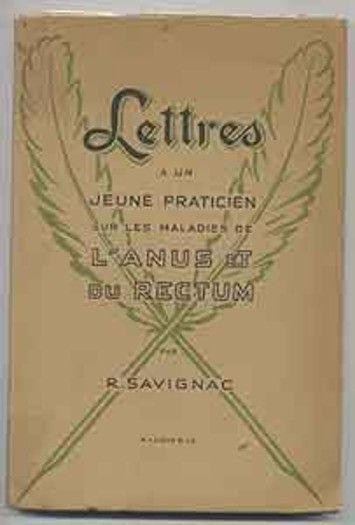 Lettres
A UN
JEUNE PRATICIEN
SUR LES MALADIES DE
L'ANUS ET
DU RECTUM
PAR
R. SAVIGNAC